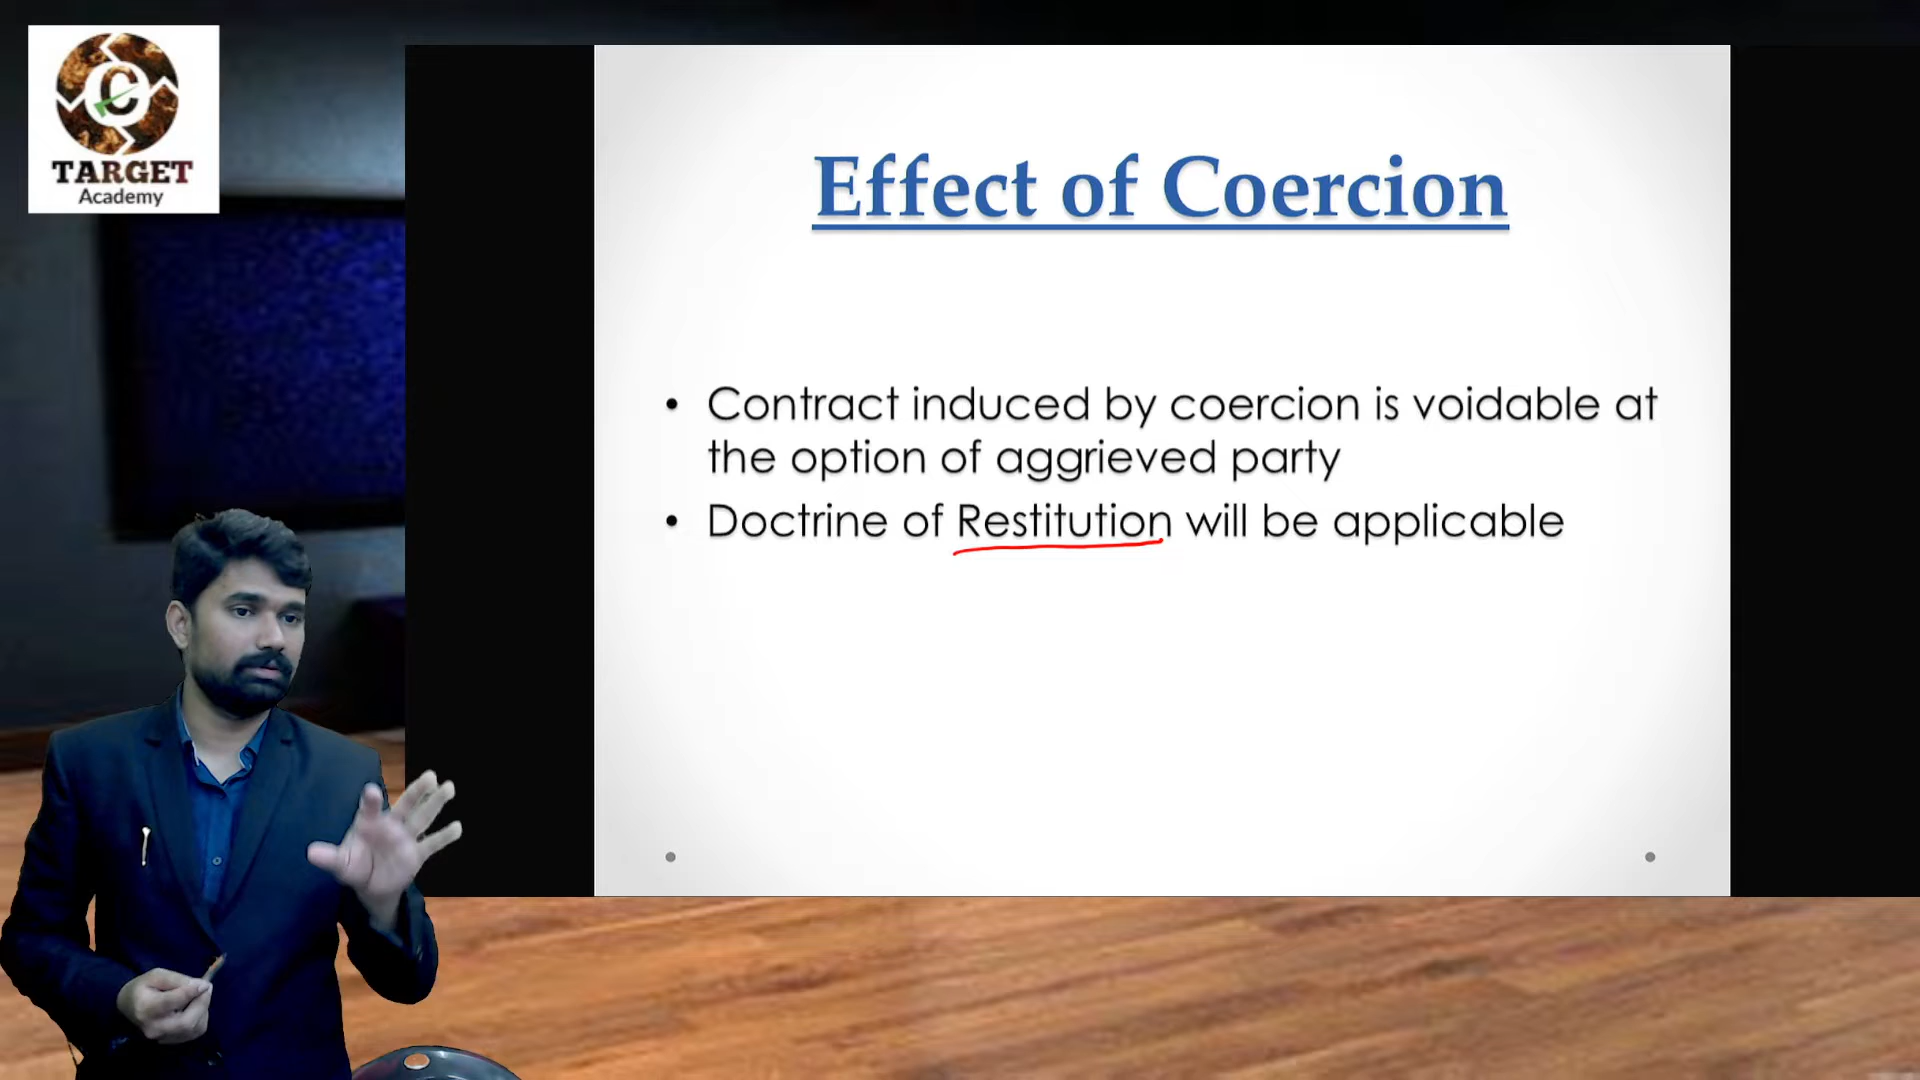 C
TARGET
Academy
Effect of Coercion
• Contract induced by coercion is voidable at
the option of aggrieved party
• Doctrine of Restitution will be applicable